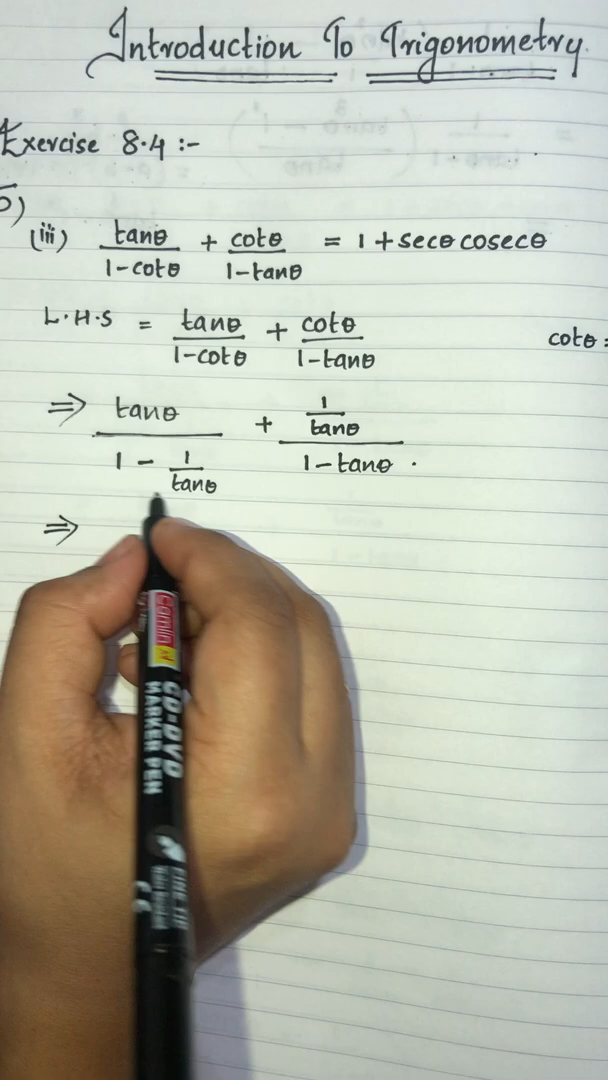 Introduction To Trigonometry.
Exercise 8.4 :-
(iii) tanθ/1-cotθ + cotθ/1-tanθ = 1 + secθ cosecθ
L.H.S = tanθ/1-cotθ + cotθ/1-tanθ
cotθ =
⇒ tanθ/1 - 1/tanθ + 1/tanθ/1-tanθ .
⇒
Camlin
CD-DVD
MARKER PEN